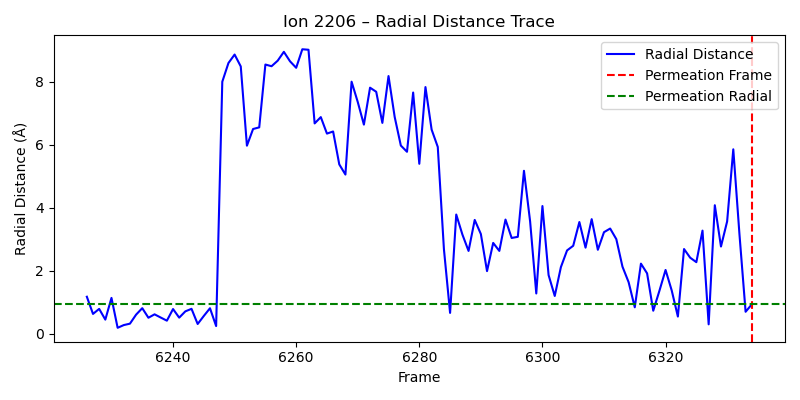 Ion 2206 – Radial Distance Trace
Radial Distance
Permeation Frame
Permeation Radial
Radial Distance (Å)
8
6
4
2
0
6240
6260
6280
6300
6320
Frame